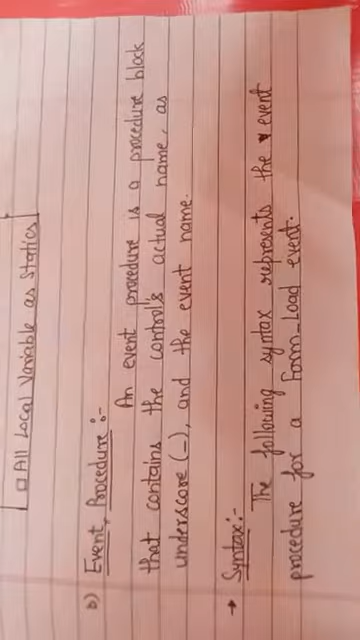 □ All Local Variable as Statics
b) Event Procedure :-
An event procedure is a procedure block
that contains the control's actual name, as
underscore (_), and the event name.
→ Syntax:-
The following syntax represents the event
procedure for a Form_Load event.